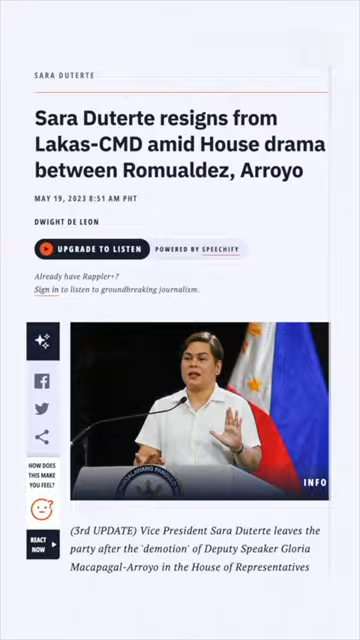 SARA DUTERTE
Sara Duterte resigns from
Lakas-CMD amid House drama
between Romualdez, Arroyo
MAY 19, 2023 8:51 AM PHT
DWIGHT DE LEON
UPGRADE TO LISTEN
POWERED BY SPEECHIFY
Already have Rappler+?
Sign in to listen to groundbreaking journalism.
HOW DOES
THIS MAKE
YOU FEEL?
REACT
NOW
INFO
(3rd UPDATE) Vice President Sara Duterte leaves the
party after the 'demotion' of Deputy Speaker Gloria
Macapagal-Arroyo in the House of Representatives